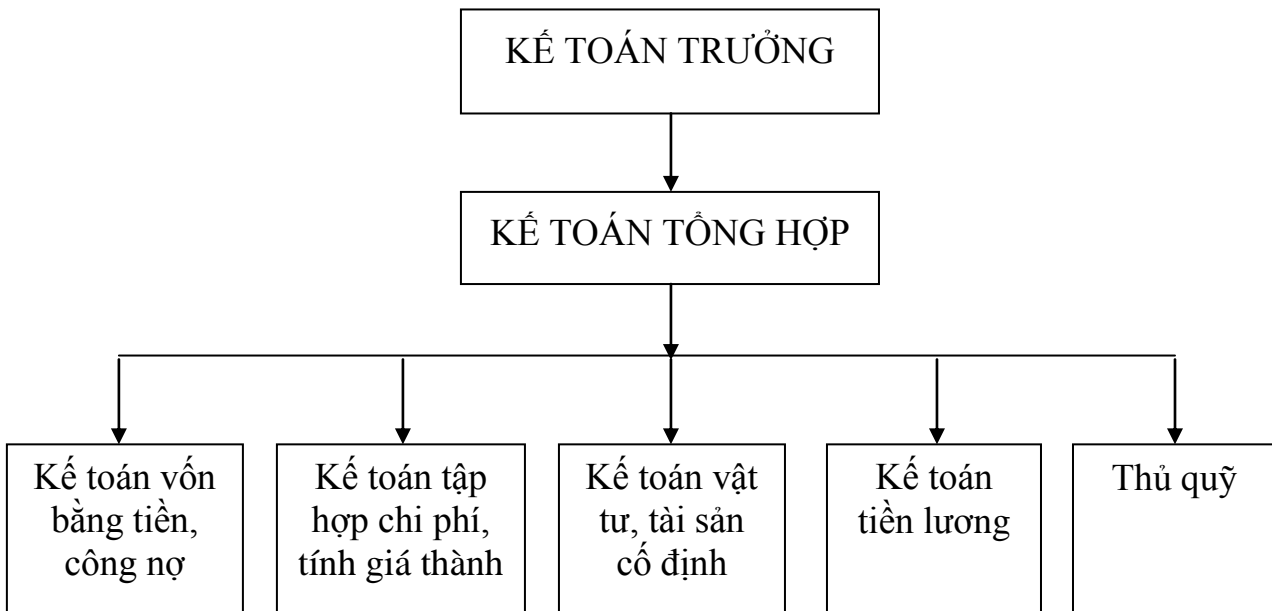 KẾ TOÁN TRƯỞNG
KẾ TOÁN TỔNG HỢP
Kế toán vốn
bằng tiền,
công nợ
Kế toán tập
hợp chi phí,
tính giá thành
Kế toán vật
tư, tài sản
cố định
Kế toán
tiền lương
Thủ quỹ